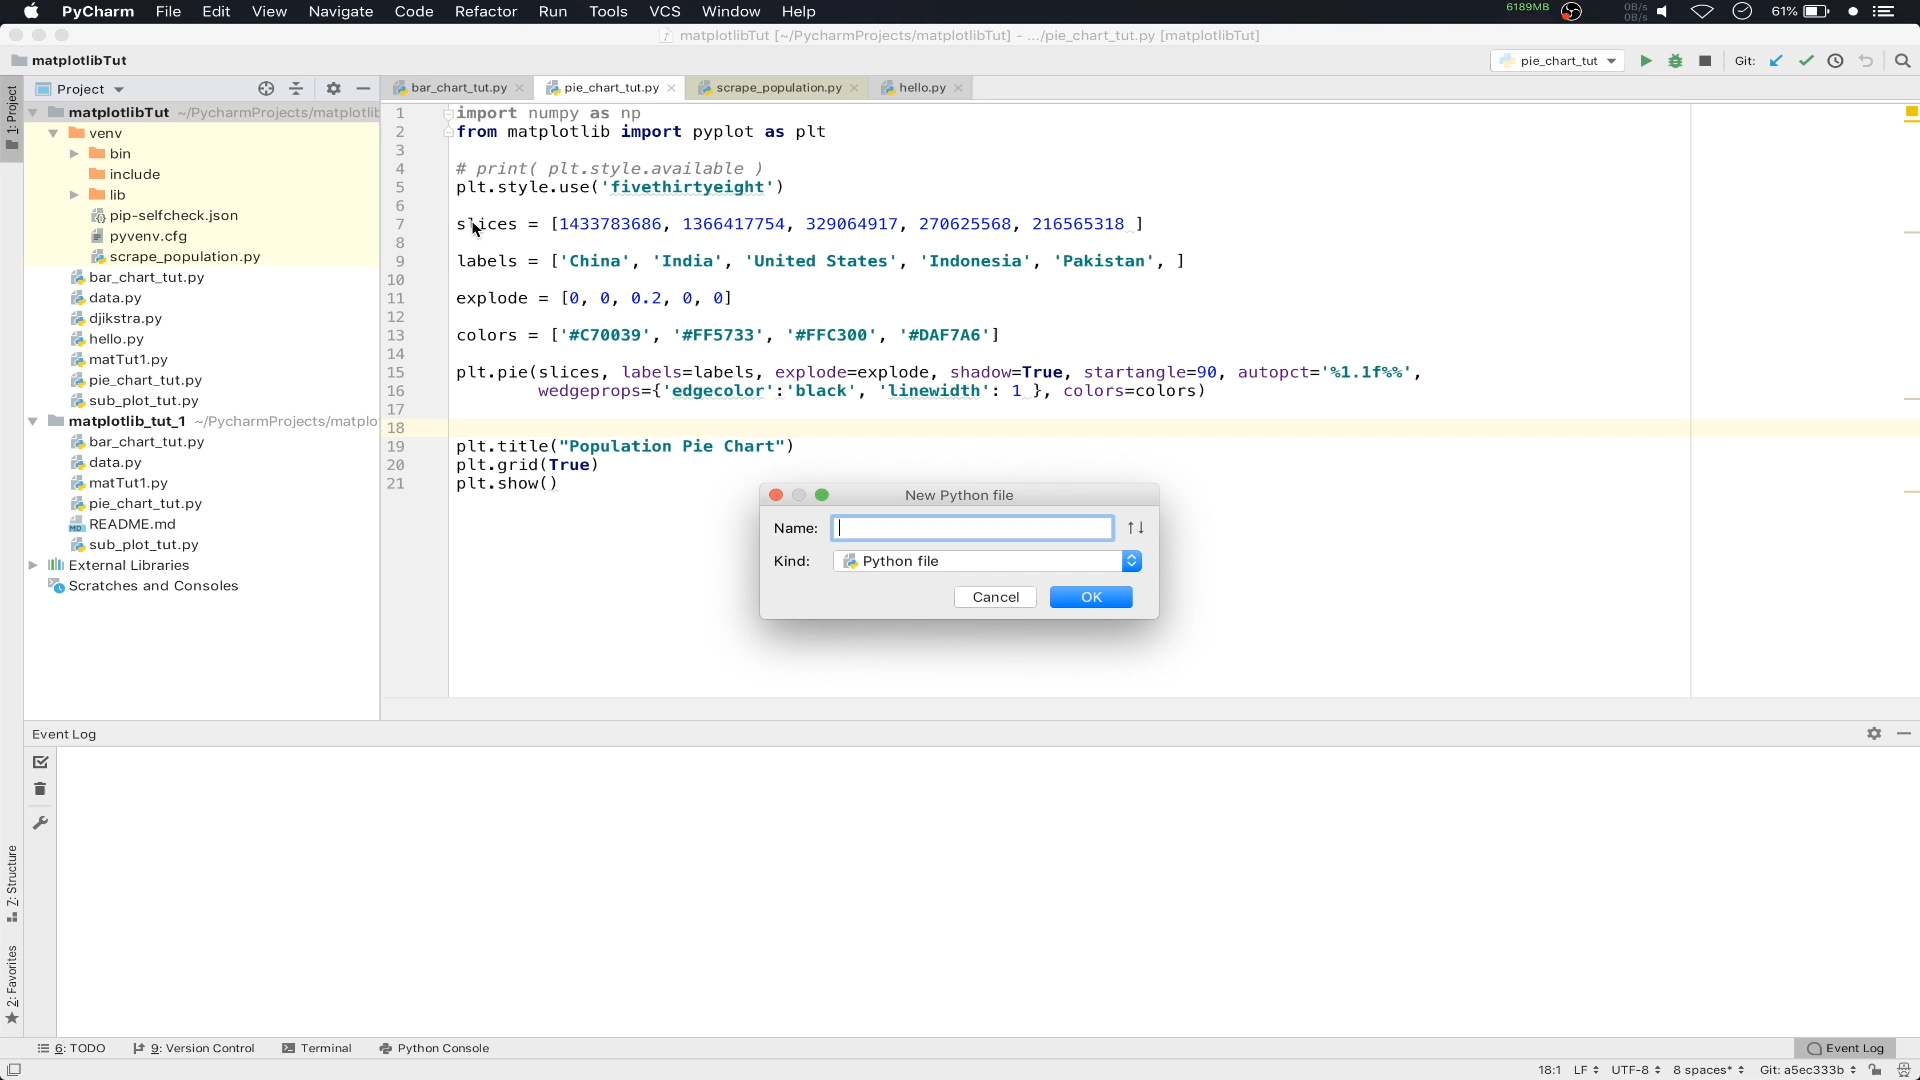 PyCharm File Edit View Navigate Code Refactor Run Tools VCS Window Help 6189MB 0B/s 0B/s 61%
matplotlibTut [~/PycharmProjects/matplotlibTut] - .../pie_chart_tut.py [matplotlibTut]
matplotlibTut pie_chart_tut Git:
Project bar_chart_tut.py pie_chart_tut.py scrape_population.py hello.py
1: Project
matplotlibTut ~/PycharmProjects/matplotlib
venv
bin
include
lib
pip-selfcheck.json
pyvenv.cfg
scrape_population.py
bar_chart_tut.py
data.py
djikstra.py
hello.py
matTut1.py
pie_chart_tut.py
sub_plot_tut.py
matplotlib_tut_1 ~/PycharmProjects/matplo
bar_chart_tut.py
data.py
matTut1.py
pie_chart_tut.py
README.md
sub_plot_tut.py
External Libraries
Scratches and Consoles
1 import numpy as np
2 from matplotlib import pyplot as plt
3
4 # print( plt.style.available )
5 plt.style.use('fivethirtyeight')
6
7 slices = [1433783686, 1366417754, 329064917, 270625568, 216565318 ]
8
9 labels = ['China', 'India', 'United States', 'Indonesia', 'Pakistan', ]
10
11 explode = [0, 0, 0.2, 0, 0]
12
13 colors = ['#C70039', '#FF5733', '#FFC300', '#DAF7A6']
14
15 plt.pie(slices, labels=labels, explode=explode, shadow=True, startangle=90, autopct='%1.1f%%',
16 wedgeprops={'edgecolor':'black', 'linewidth': 1 }, colors=colors)
17
18
19 plt.title("Population Pie Chart")
20 plt.grid(True)
21 plt.show()
New Python file
Name:
Kind: Python file
Cancel OK
Event Log
Z: Structure
2: Favorites
6: TODO 9: Version Control Terminal Python Console Event Log
18:1 LF UTF-8 8 spaces* Git: a5ec333b